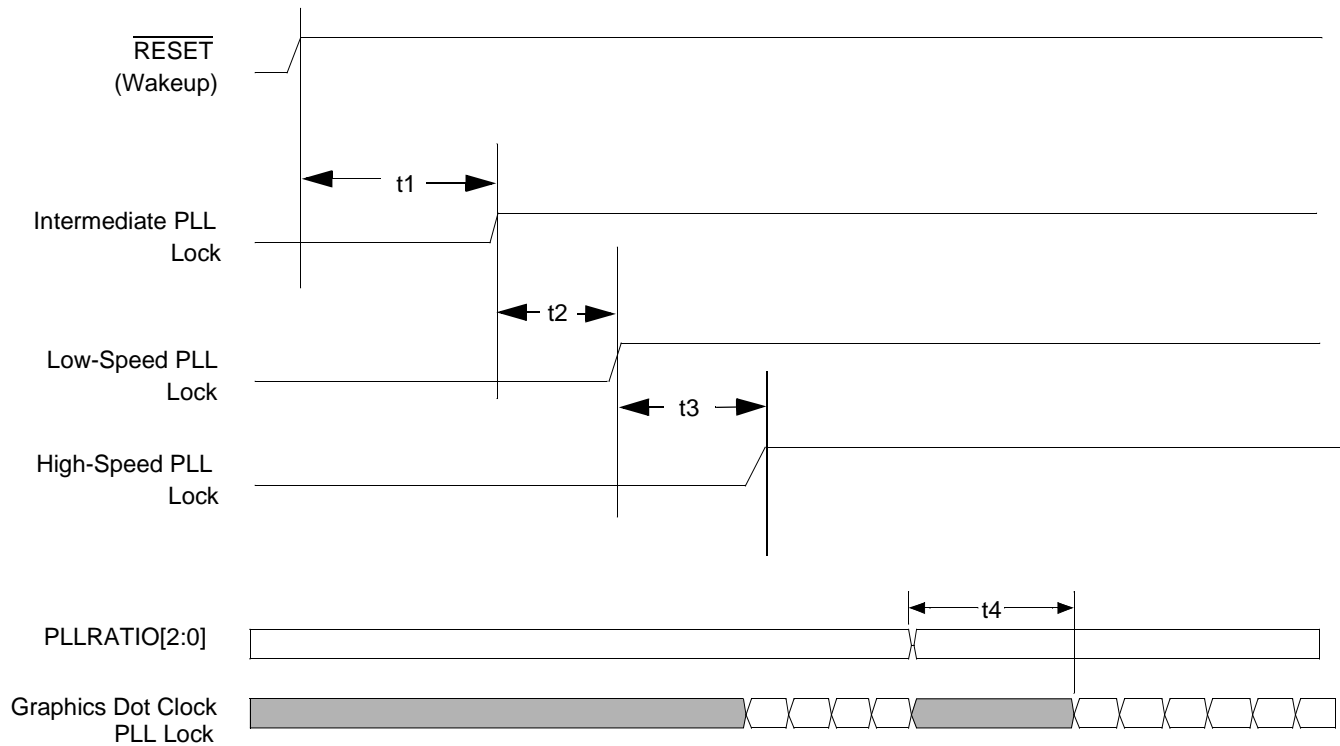 RESET
(Wakeup)
t1
Intermediate PLL
Lock
t2
Low-Speed PLL
Lock
t3
High-Speed PLL
Lock
t4
PLLRATIO[2:0]
Graphics Dot Clock
PLL Lock